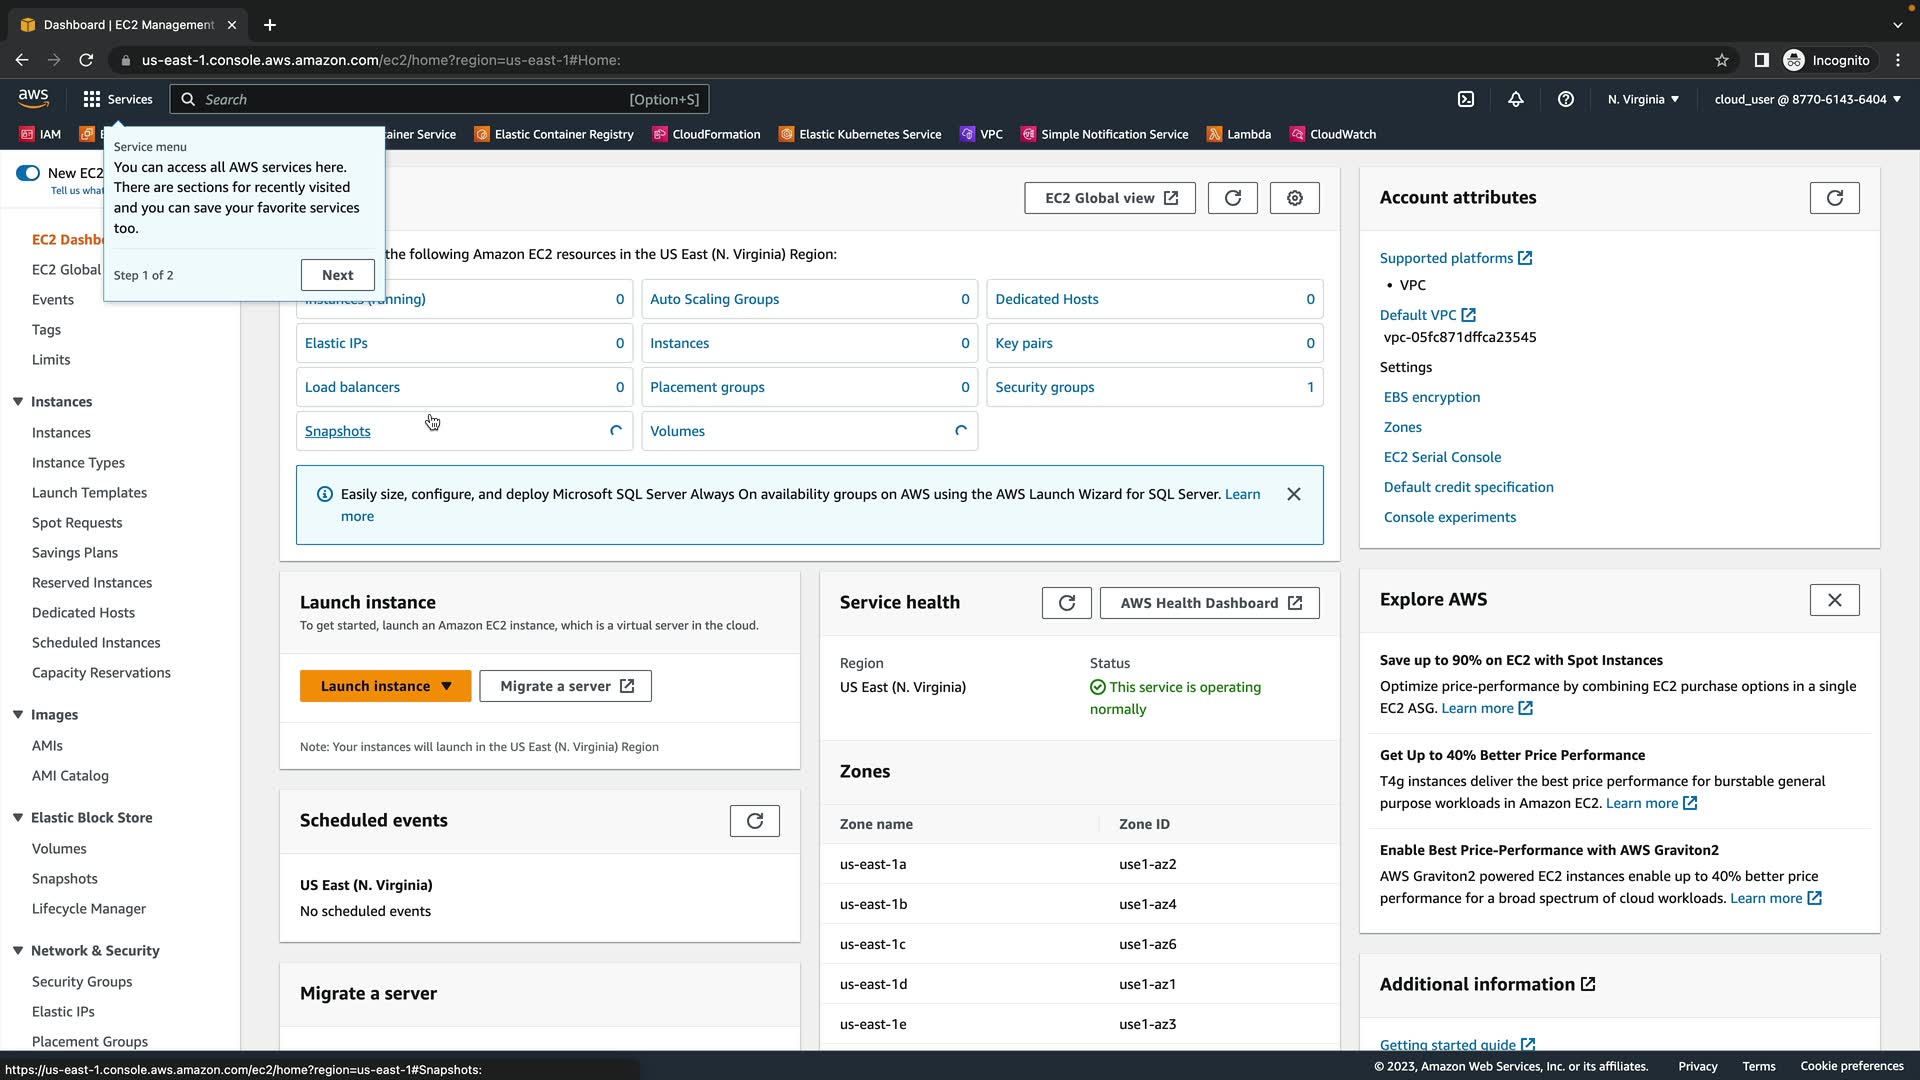 Dashboard | EC2 Management
us-east-1.console.aws.amazon.com/ec2/home?region=us-east-1#Home:
Incognito
aws
Services
Search
[Option+S]
N. Virginia
cloud_user @ 8770-6143-6404
IAM
ainer Service
Elastic Container Registry
CloudFormation
Elastic Kubernetes Service
VPC
Simple Notification Service
Lambda
CloudWatch
Service menu
You can access all AWS services here.
There are sections for recently visited
and you can save your favorite services
too.
Step 1 of 2
Next
New EC2
Tell us what
EC2 Dashb
EC2 Global
Events
Tags
Limits
Instances
Instances
Instance Types
Launch Templates
Spot Requests
Savings Plans
Reserved Instances
Dedicated Hosts
Scheduled Instances
Capacity Reservations
Images
AMIs
AMI Catalog
Elastic Block Store
Volumes
Snapshots
Lifecycle Manager
Network & Security
Security Groups
Elastic IPs
Placement Groups
EC2 Global view
the following Amazon EC2 resources in the US East (N. Virginia) Region:
Instances (running) 0
Auto Scaling Groups 0
Dedicated Hosts 0
Elastic IPs 0
Instances 0
Key pairs 0
Load balancers 0
Placement groups 0
Security groups 1
Snapshots
Volumes
Easily size, configure, and deploy Microsoft SQL Server Always On availability groups on AWS using the AWS Launch Wizard for SQL Server. Learn
more
Launch instance
To get started, launch an Amazon EC2 instance, which is a virtual server in the cloud.
Launch instance
Migrate a server
Note: Your instances will launch in the US East (N. Virginia) Region
Scheduled events
US East (N. Virginia)
No scheduled events
Migrate a server
Service health
AWS Health Dashboard
Region
US East (N. Virginia)
Status
This service is operating
normally
Zones
Zone name Zone ID
us-east-1a use1-az2
us-east-1b use1-az4
us-east-1c use1-az6
us-east-1d use1-az1
us-east-1e use1-az3
Account attributes
Supported platforms
• VPC
Default VPC
vpc-05fc871dffca23545
Settings
EBS encryption
Zones
EC2 Serial Console
Default credit specification
Console experiments
Explore AWS
Save up to 90% on EC2 with Spot Instances
Optimize price-performance by combining EC2 purchase options in a single
EC2 ASG. Learn more
Get Up to 40% Better Price Performance
T4g instances deliver the best price performance for burstable general
purpose workloads in Amazon EC2. Learn more
Enable Best Price-Performance with AWS Graviton2
AWS Graviton2 powered EC2 instances enable up to 40% better price
performance for a broad spectrum of cloud workloads. Learn more
Additional information
Getting started guide
https://us-east-1.console.aws.amazon.com/ec2/home?region=us-east-1#Snapshots:
© 2023, Amazon Web Services, Inc. or its affiliates.
Privacy
Terms
Cookie preferences